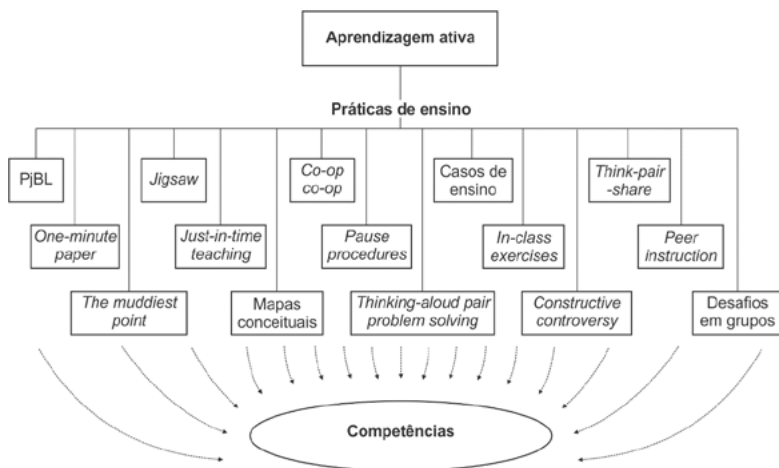 Aprendizagem ativa
Práticas de ensino
PjBL
Jigsaw
Co-op
co-op
Casos de
ensino
Think-pair
-share
One-minute
paper
Just-in-time
teaching
Pause
procedures
In-class
exercises
Peer
instruction
The muddiest
point
Mapas
conceituais
Thinking-aloud pair
problem solving
Constructive
controversy
Desafios
em grupos
Competências